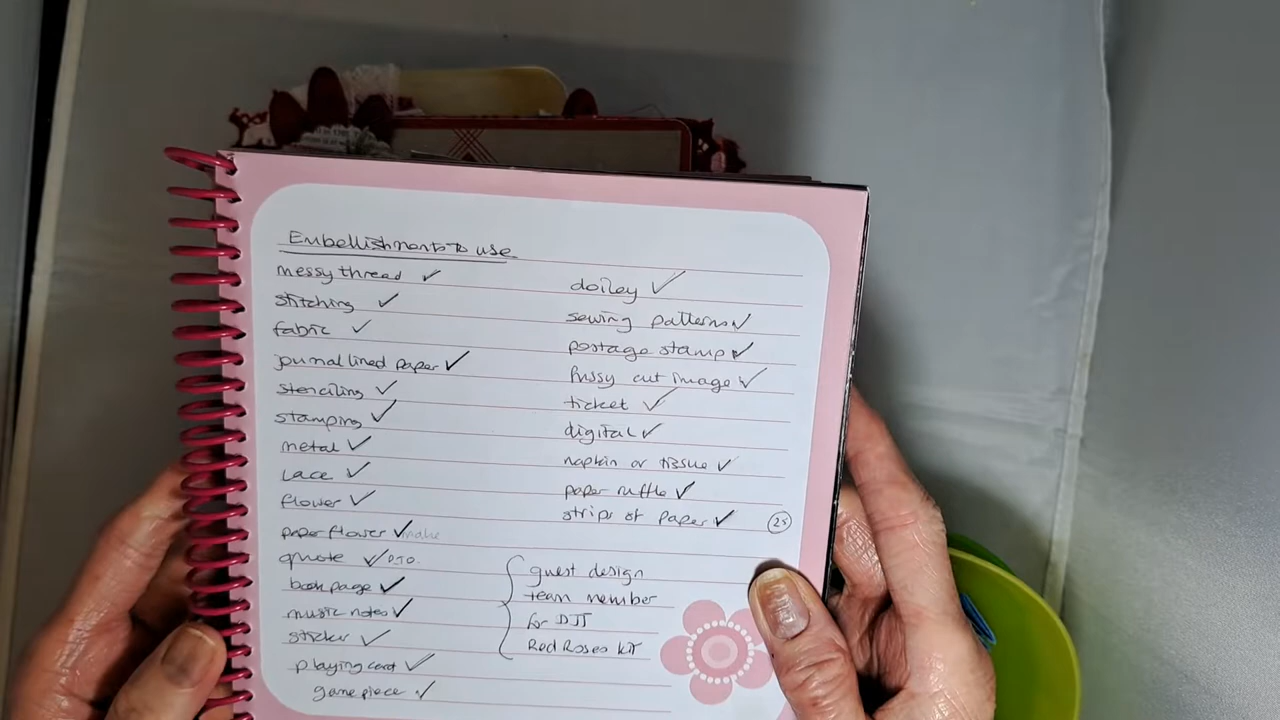 Embellishments to use
messy thread ✓
stitching ✓
fabric ✓
journal lined paper ✓
stenciling ✓
stamping ✓
metal ✓
Lace ✓
flower ✓
paper flower ✓ make
quote ✓
book page ✓
music notes ✓
sticker ✓
playing card ✓
game piece ✓
doiley ✓
sewing patterns ✓
postage stamp ✓
fussy cut image ✓
ticket ✓
digital ✓
napkin or tissue ✓
paper ruffle ✓
strips of paper ✓
25
guest design
team member
for DJT
Red Roses Kit